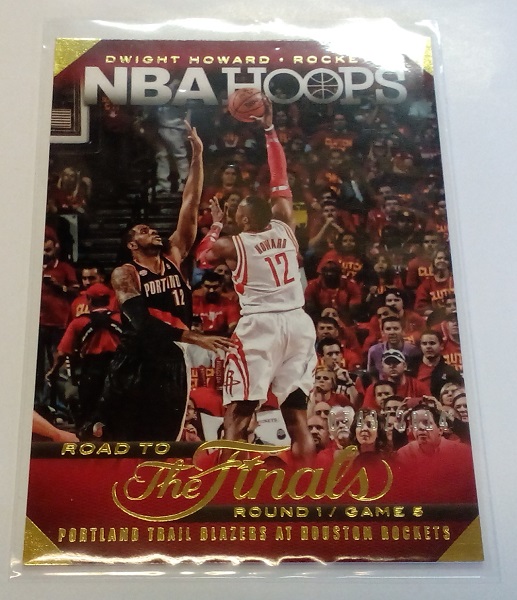 DWIGHT HOWARD • ROCKE
NBA HOOPS
HOWARD
12
PORTLAND
12
ROAD TO
The Finals
ROUND 1 / GAME 5
PORTLAND TRAIL BLAZERS AT HOUSTON ROCKETS